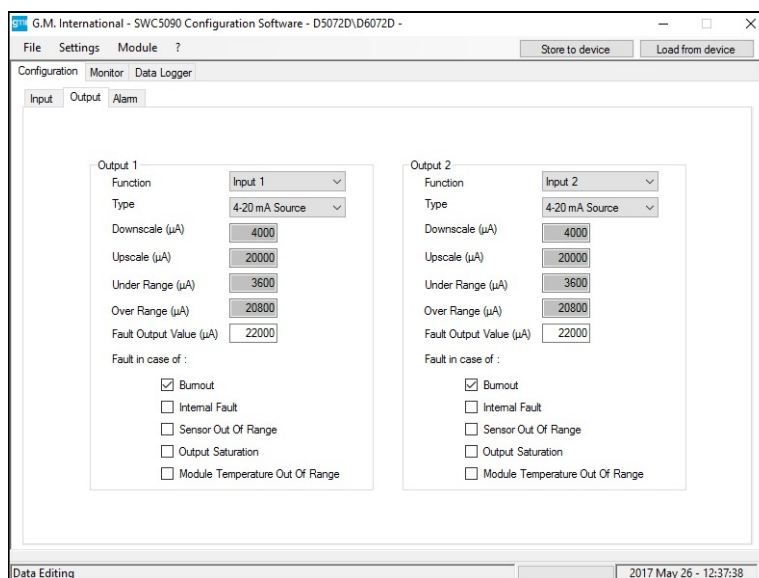 gmi G.M. International - SWC5090 Configuration Software - D5072D\D6072D -
File Settings Module ? Store to device Load from device
Configuration Monitor Data Logger
Input Output Alarm
Output 1
Function Input 1
Type 4-20 mA Source
Downscale (µA) 4000
Upscale (µA) 20000
Under Range (µA) 3600
Over Range (µA) 20800
Fault Output Value (µA) 22000
Fault in case of :
Burnout
Internal Fault
Sensor Out Of Range
Output Saturation
Module Temperature Out Of Range
Output 2
Function Input 2
Type 4-20 mA Source
Downscale (µA) 4000
Upscale (µA) 20000
Under Range (µA) 3600
Over Range (µA) 20800
Fault Output Value (µA) 22000
Fault in case of :
Burnout
Internal Fault
Sensor Out Of Range
Output Saturation
Module Temperature Out Of Range
Data Editing 2017 May 26 - 12:37:38